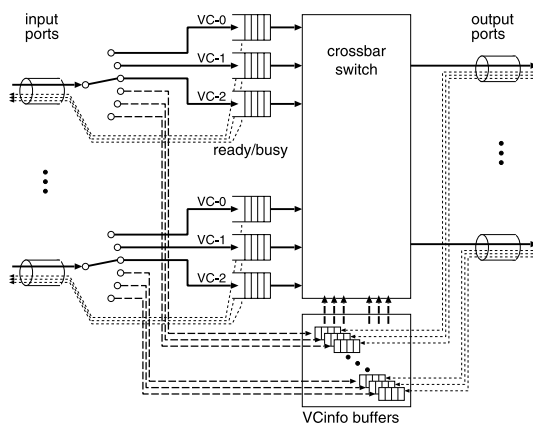 input
ports
VC-0
VC-1
VC-2
ready/busy
crossbar
switch
output
ports
VC-0
VC-1
VC-2
VCinfo buffers